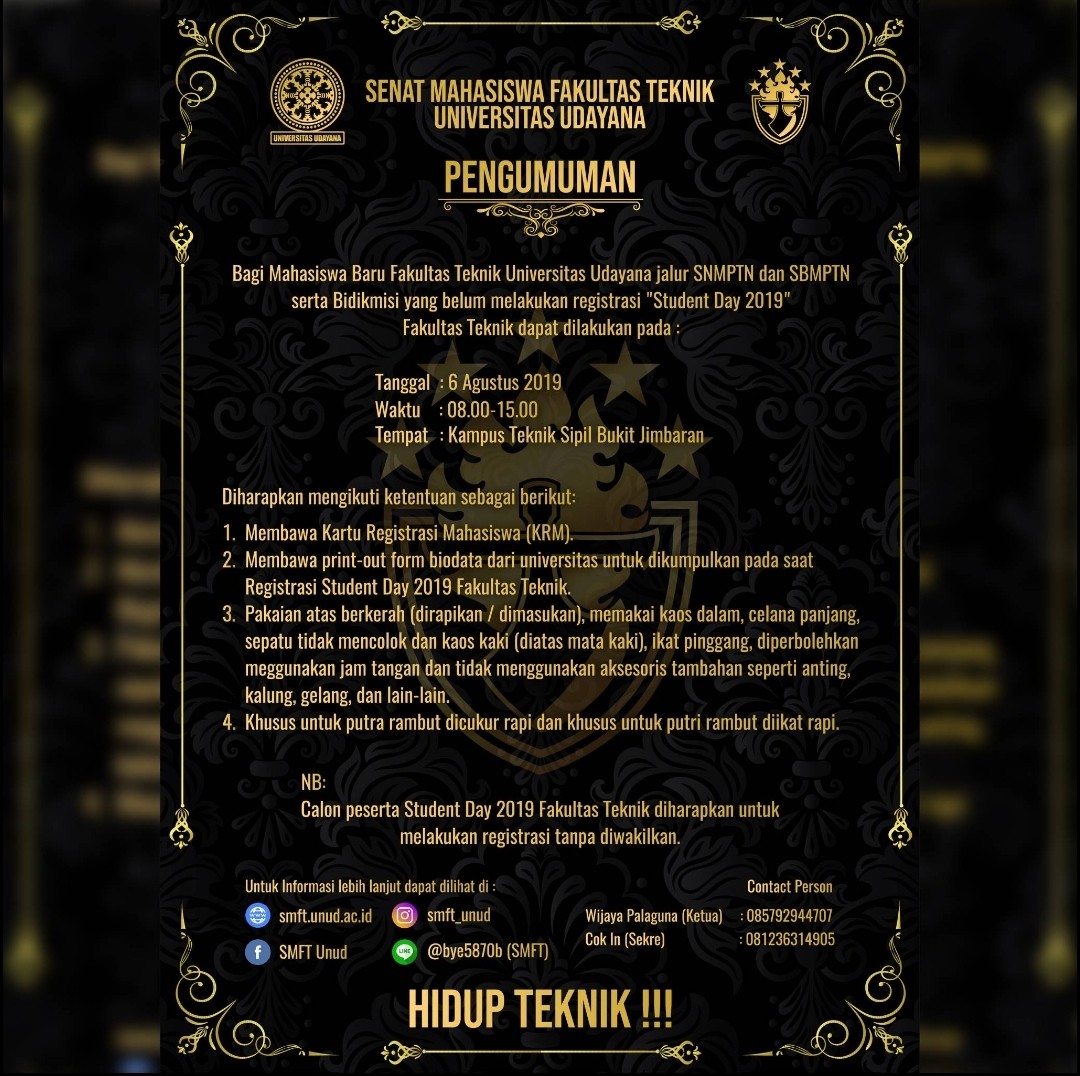 UNIVERSITAS UDAYANA
SENAT MAHASISWA FAKULTAS TEKNIK
UNIVERSITAS UDAYANA
PENGUMUMAN
Bagi Mahasiswa Baru Fakultas Teknik Universitas Udayana jalur SNMPTN dan SBMPTN
serta Bidikmisi yang belum melakukan registrasi "Student Day 2019"
Fakultas Teknik dapat dilakukan pada :
Tanggal : 6 Agustus 2019
Waktu : 08.00-15.00
Tempat : Kampus Teknik Sipil Bukit Jimbaran
Diharapkan mengikuti ketentuan sebagai berikut:
1. Membawa Kartu Registrasi Mahasiswa (KRM).
2. Membawa print-out form biodata dari universitas untuk dikumpulkan pada saat
Registrasi Student Day 2019 Fakultas Teknik.
3. Pakaian atas berkerah (dirapikan / dimasukan), memakai kaos dalam, celana panjang,
sepatu tidak mencolok dan kaos kaki (diatas mata kaki), ikat pinggang, diperbolehkan
meggunakan jam tangan dan tidak menggunakan aksesoris tambahan seperti anting,
kalung, gelang, dan lain-lain.
4. Khusus untuk putra rambut dicukur rapi dan khusus untuk putri rambut diikat rapi.
NB:
Calon peserta Student Day 2019 Fakultas Teknik diharapkan untuk
melakukan registrasi tanpa diwakilkan.
Untuk Informasi lebih lanjut dapat dilihat di :
smft.unud.ac.id
smft_unud
SMFT Unud
@bye5870b (SMFT)
Contact Person
Wijaya Palaguna (Ketua) : 085792944707
Cok In (Sekre) : 081236314905
HIDUP TEKNIK !!!